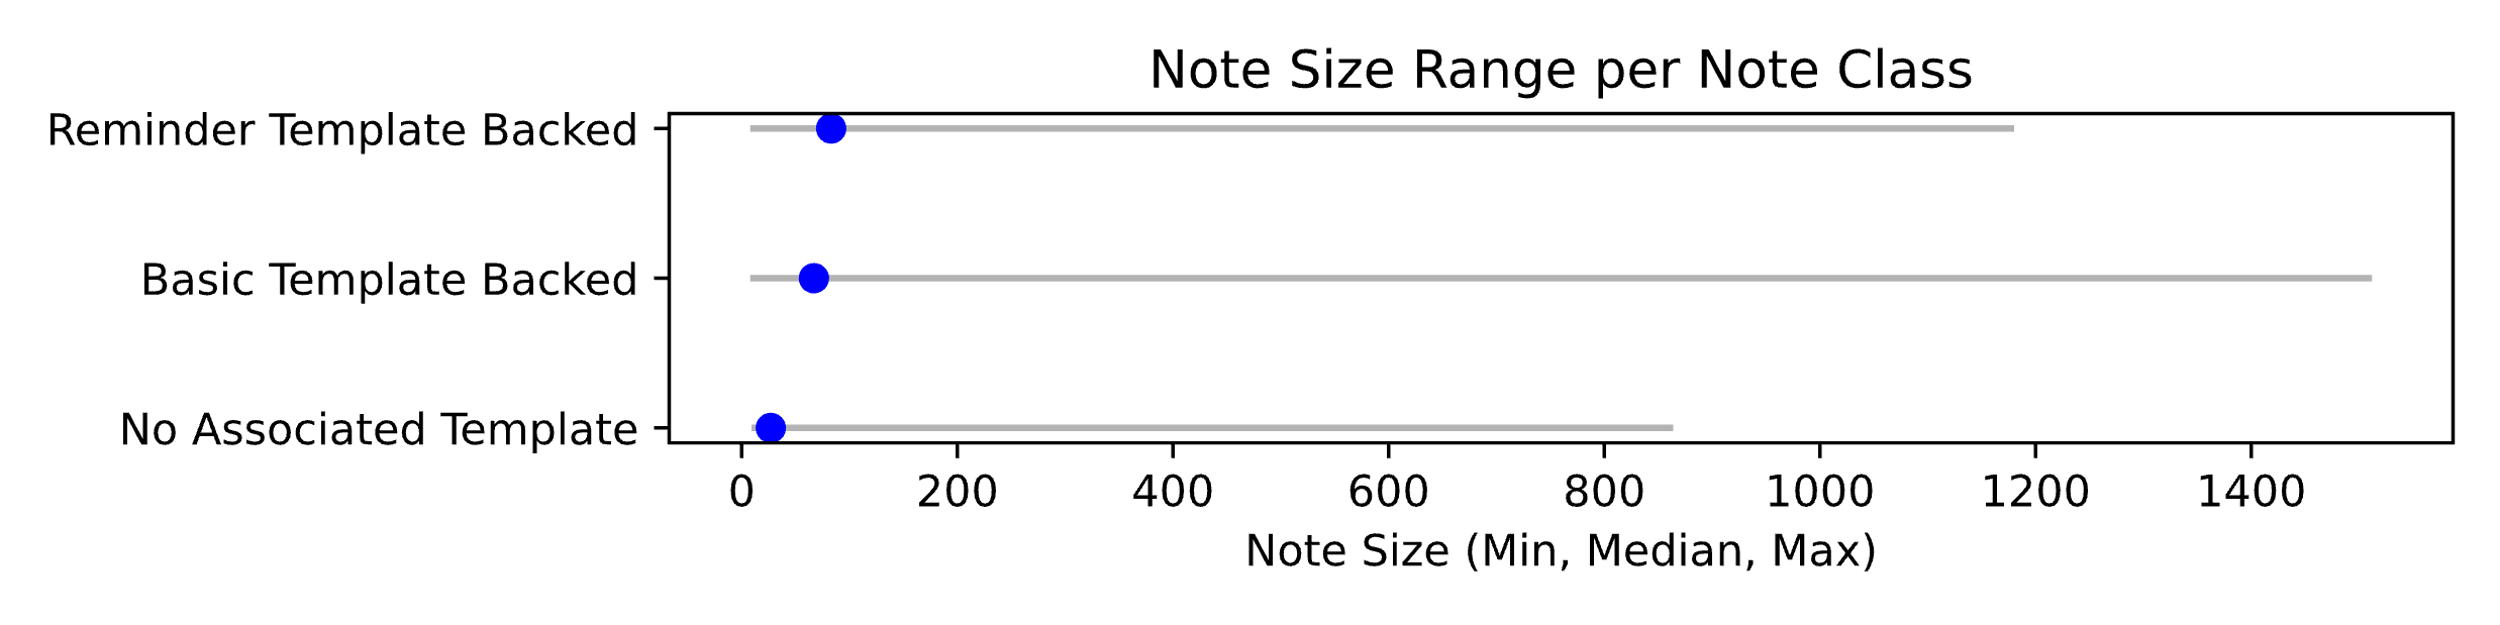 Note Size Range per Note Class
Reminder Template Backed
Basic Template Backed
No Associated Template
0 200 400 600 800 1000 1200 1400
Note Size (Min, Median, Max)